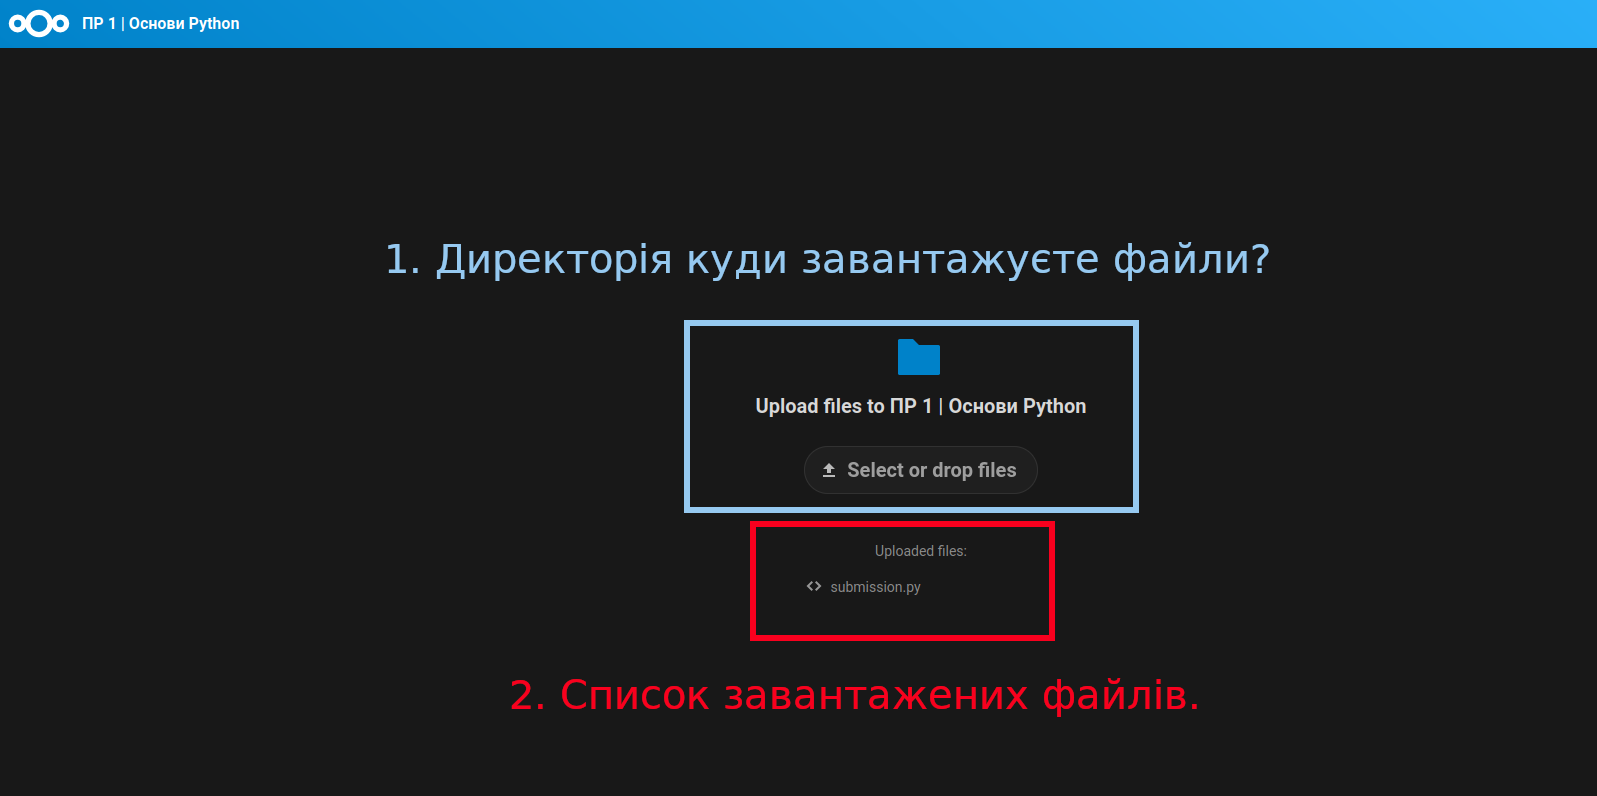 ПР 1 | Основи Python
1. Директорія куди завантажуєте файли?
Upload files to ПР 1 | Основи Python
Select or drop files
Uploaded files:
submission.py
2. Список завантажених файлів.